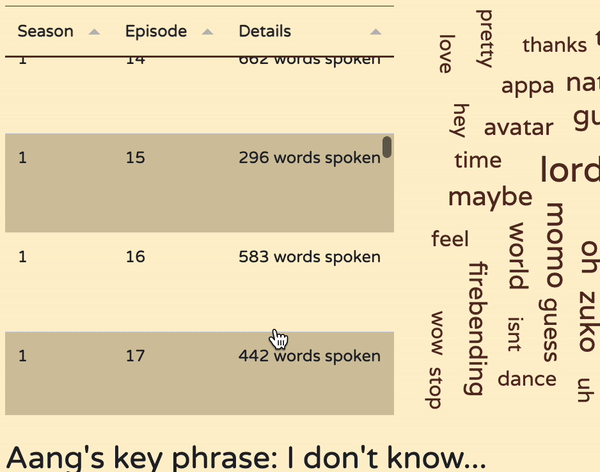 Season Episode Details
1 14 662 words spoken
1 15 296 words spoken
1 16 583 words spoken
1 17 442 words spoken
love
pretty
thanks
appa
hey
avatar
time
lord
maybe
feel
world
momo
oh
firebending
guess
zuko
wow
isnt
stop
dance
uh
Aang's key phrase: I don't know...